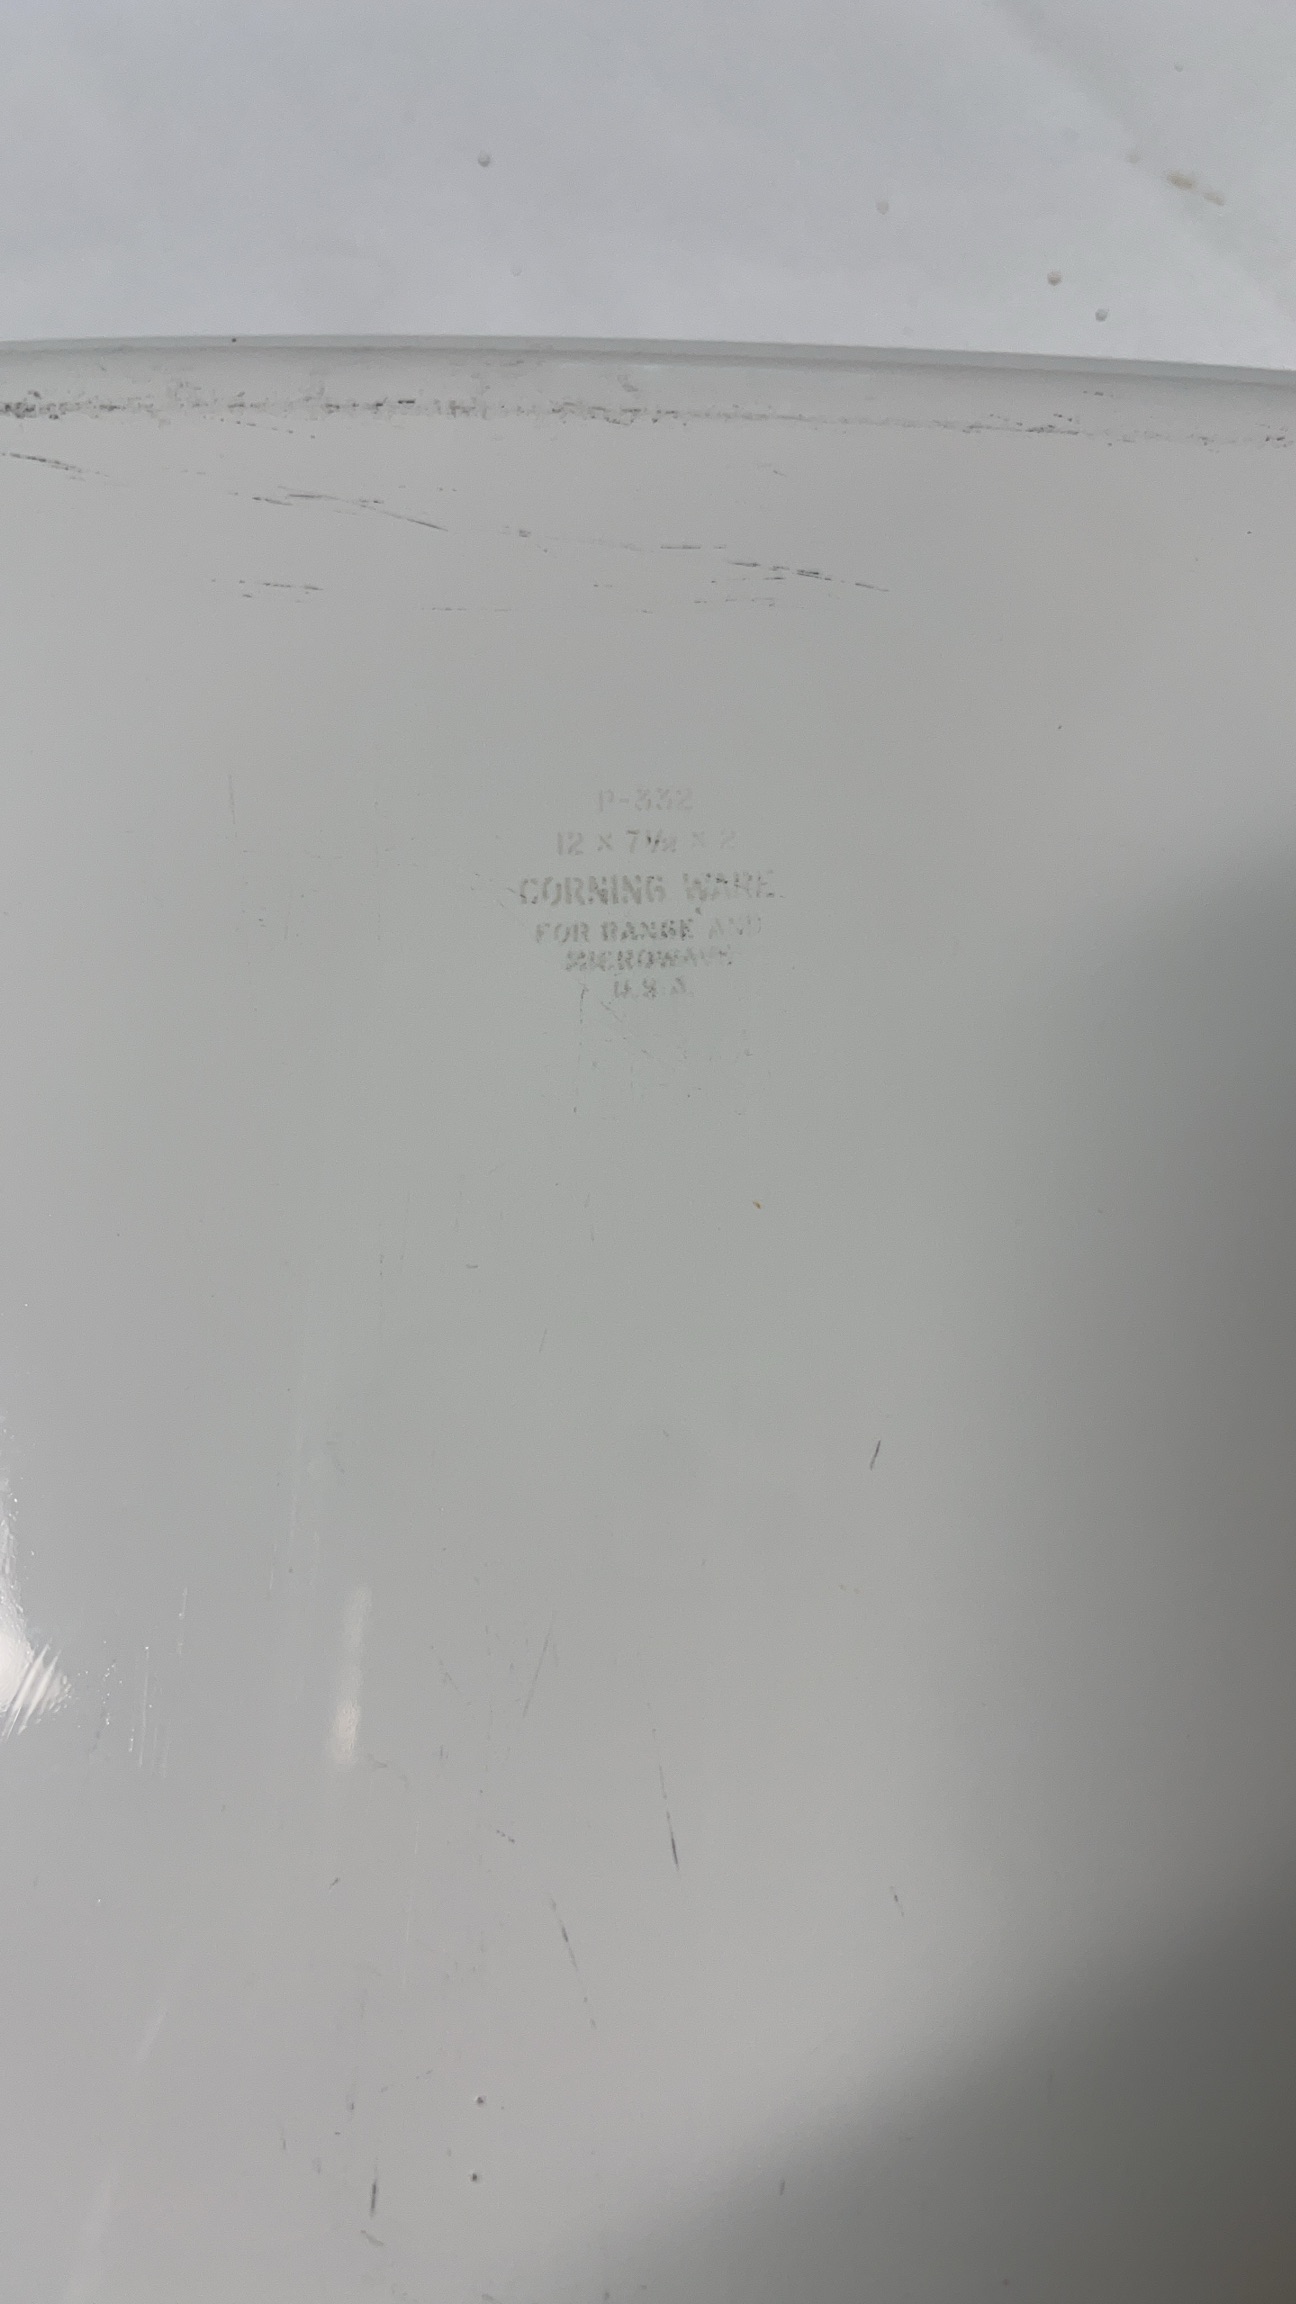 P-332
12 x 7½ x 2
CORNING WARE
FOR RANGE AND
MICROWAVE
U.S.A.